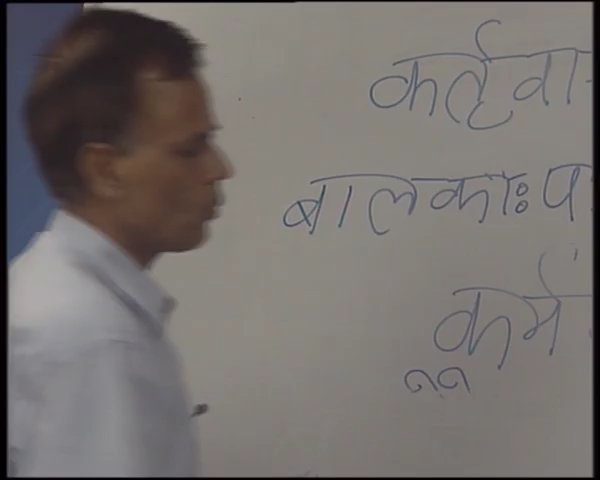 कर्तृवा
बालकाः प
कर्म